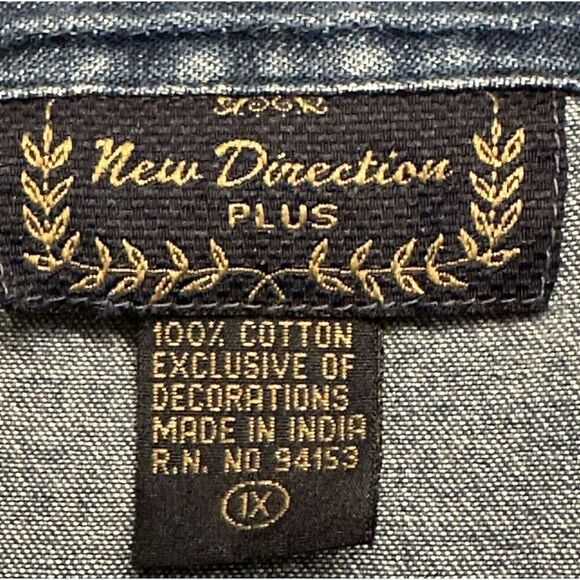 New Direction
PLUS
100% COTTON
EXCLUSIVE OF
DECORATIONS
MADE IN INDIA
R.N. NO 94153
1X